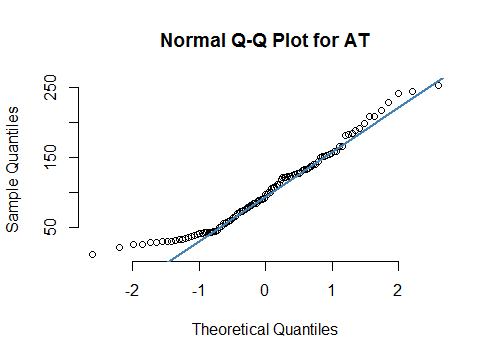 Normal Q-Q Plot for AT
Sample Quantiles
250
150
50
-2 -1 0 1 2
Theoretical Quantiles